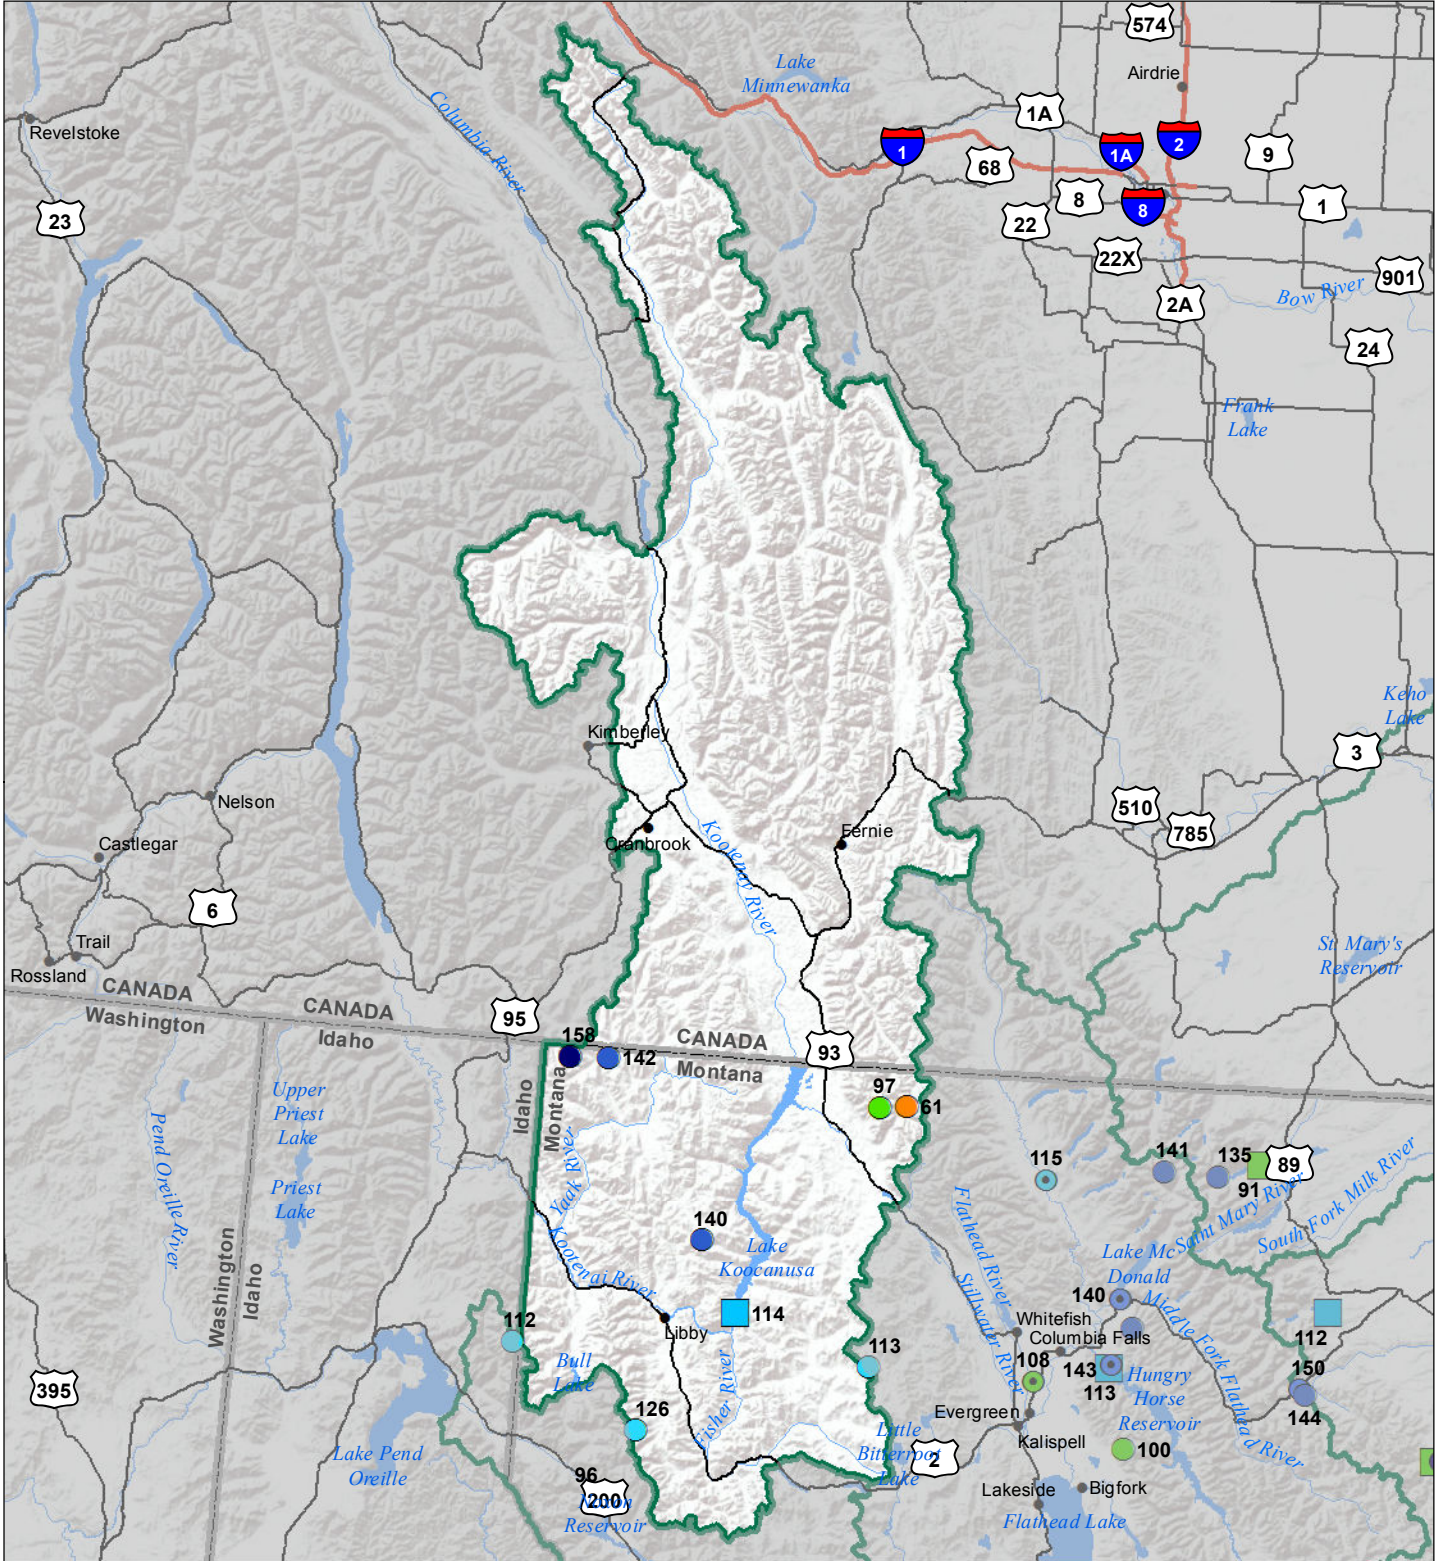 574
Airdrie
Lake
Minnewanka
1A
Columbia River
Revelstoke
1
1A
2
9
68
8
8
1
23
22
22X
901
Bow River
2A
24
Frank
Lake
Keho
Lake
Kimberley
3
Nelson
510
785
Castlegar
Fernie
Cranbrook
Kootenay River
6
Trail
Rossland
St. Mary's
Reservoir
CANADA
Washington
CANADA
Idaho
95
158
142
CANADA
Montana
93
97
61
Idaho
Montana
Upper
Priest
Lake
Pend Oreille River
Priest
Lake
Yaak River
Kootenai River
115
141
135
91
89
Saint Mary River
South Fork Milk River
140
Lake
Koocanusa
Flathead River
Stillwater River
Lake Mc
Donald
Middle Fork Flathead River
140
Washington
Idaho
112
114
Libby
Whitefish
Columbia Falls
112
113
Bull
Lake
Fisher River
108
143
113
Hungry
Horse
Reservoir
150
144
395
126
Evergreen
Kalispell
Little
Bitterroot
Lake
2
100
Lake Pend
Oreille
96
200
Noxon
Reservoir
Lakeside
Bigfork
Flathead Lake